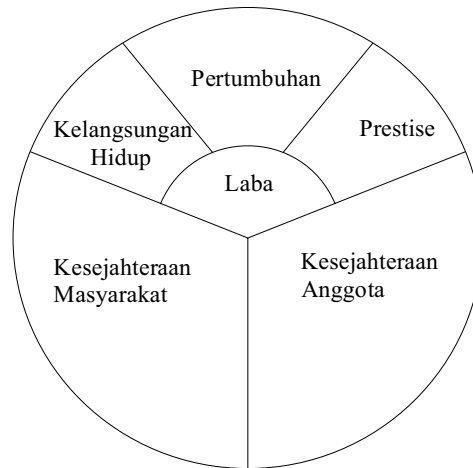 Pertumbuhan
Kelangsungan
Hidup
Prestise
Laba
Kesejahteraan
Masyarakat
Kesejahteraan
Anggota